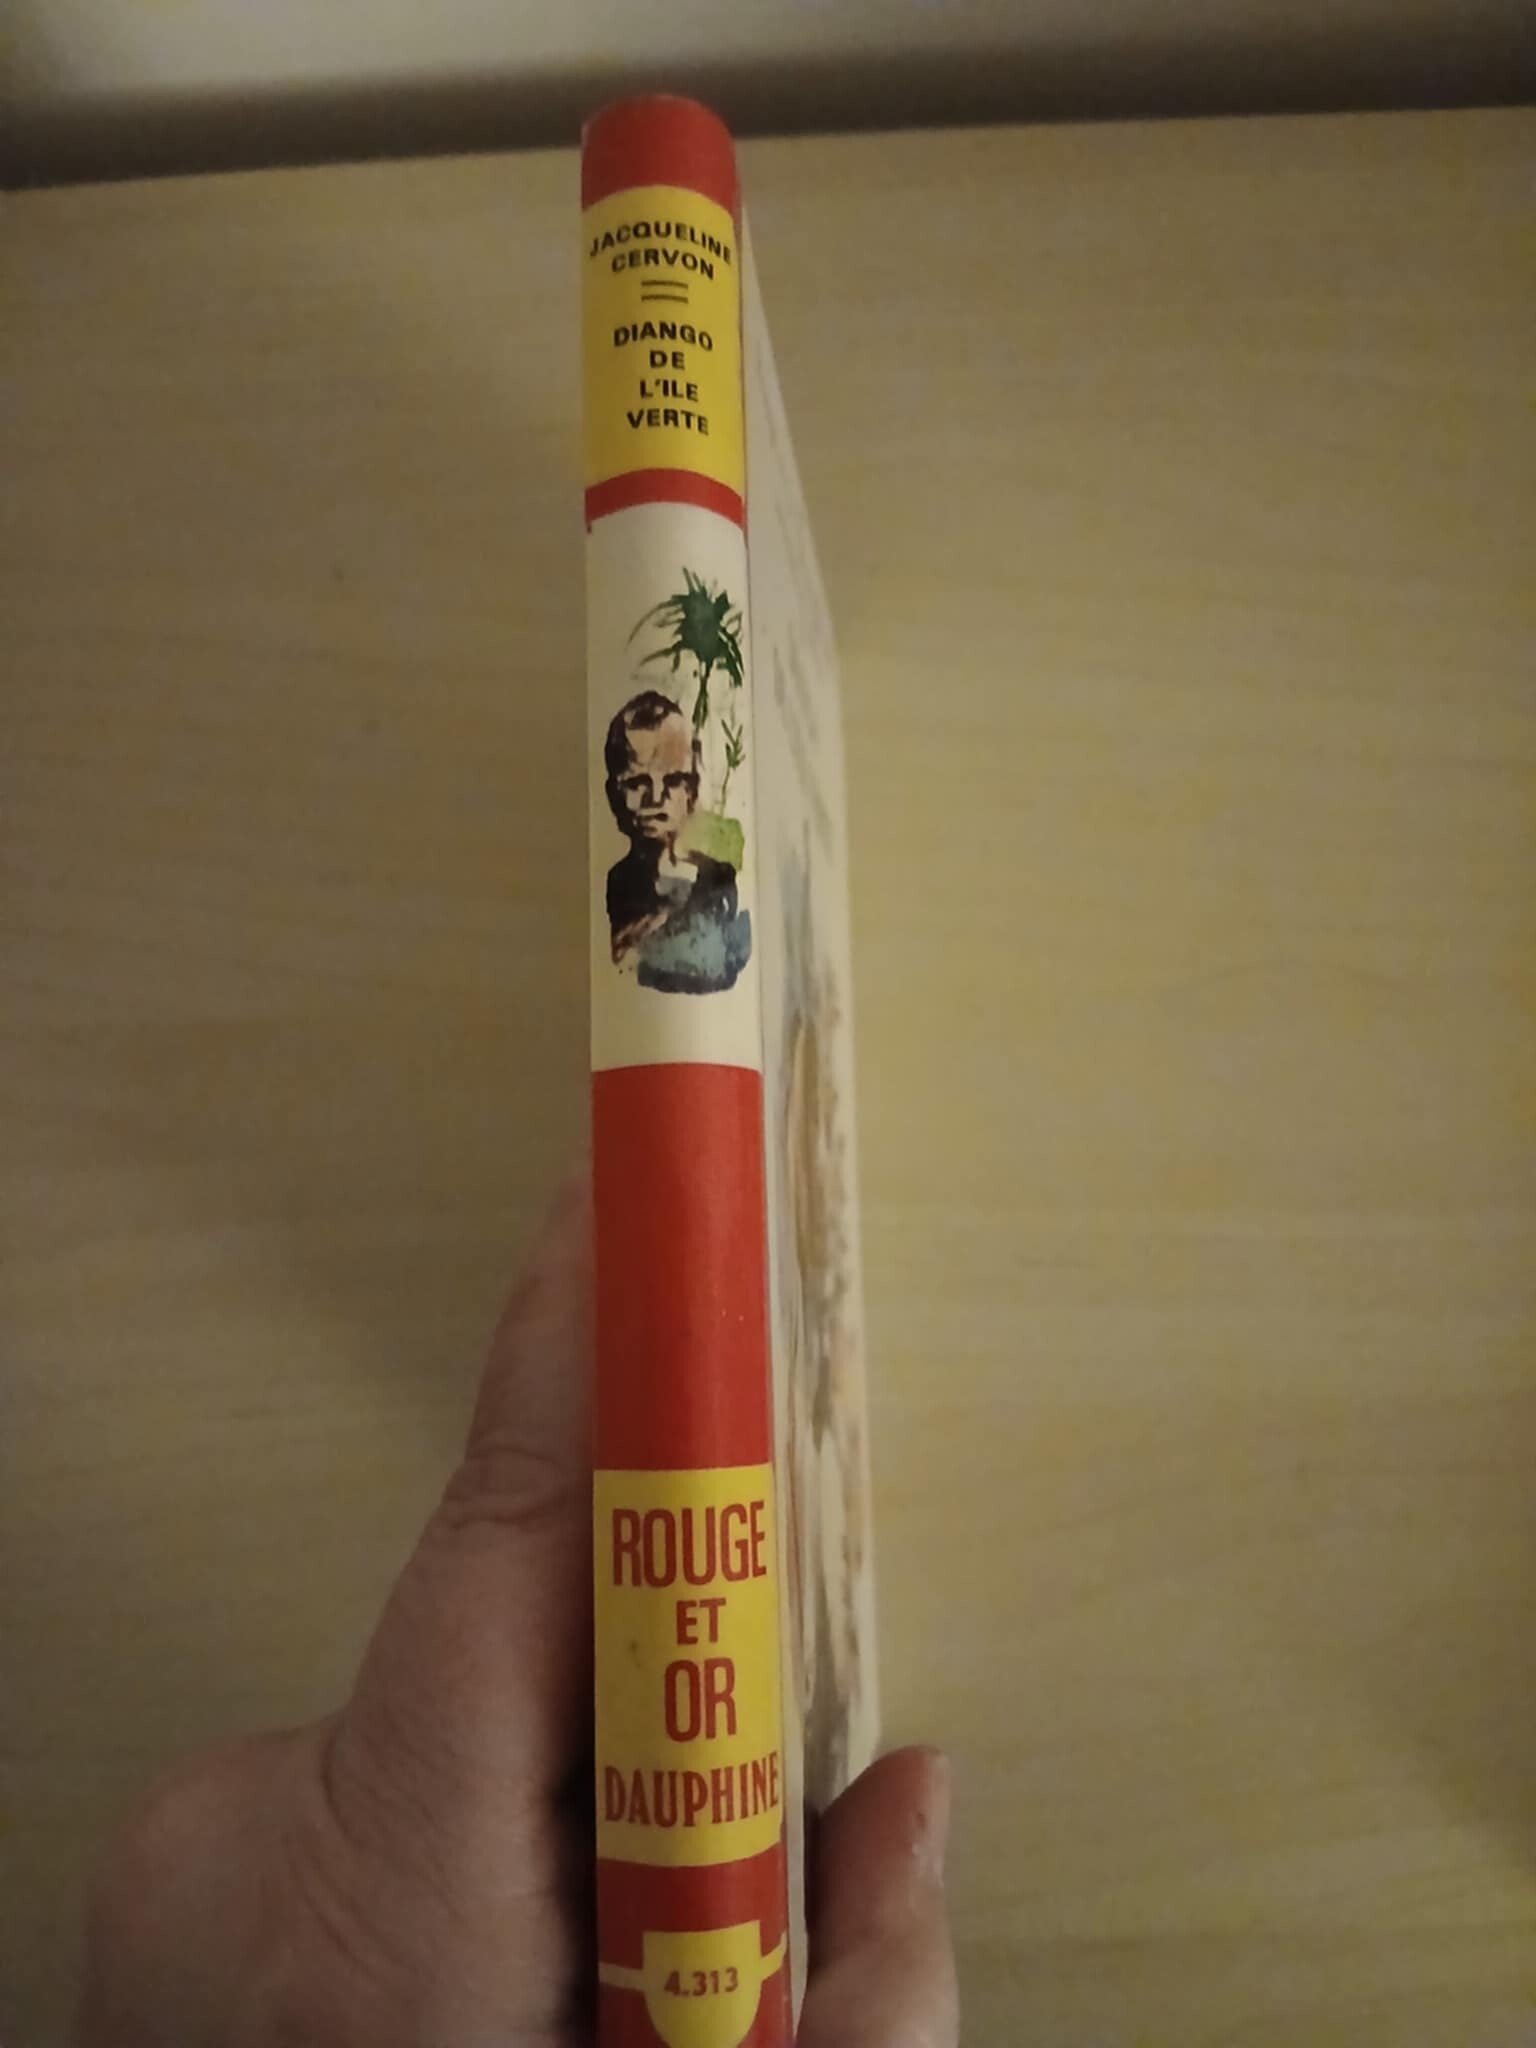 JACQUELINE
CERVON
DIANGO
DE
L'ILE
VERTE
ROUGE
ET
OR
DAUPHINE
4.313